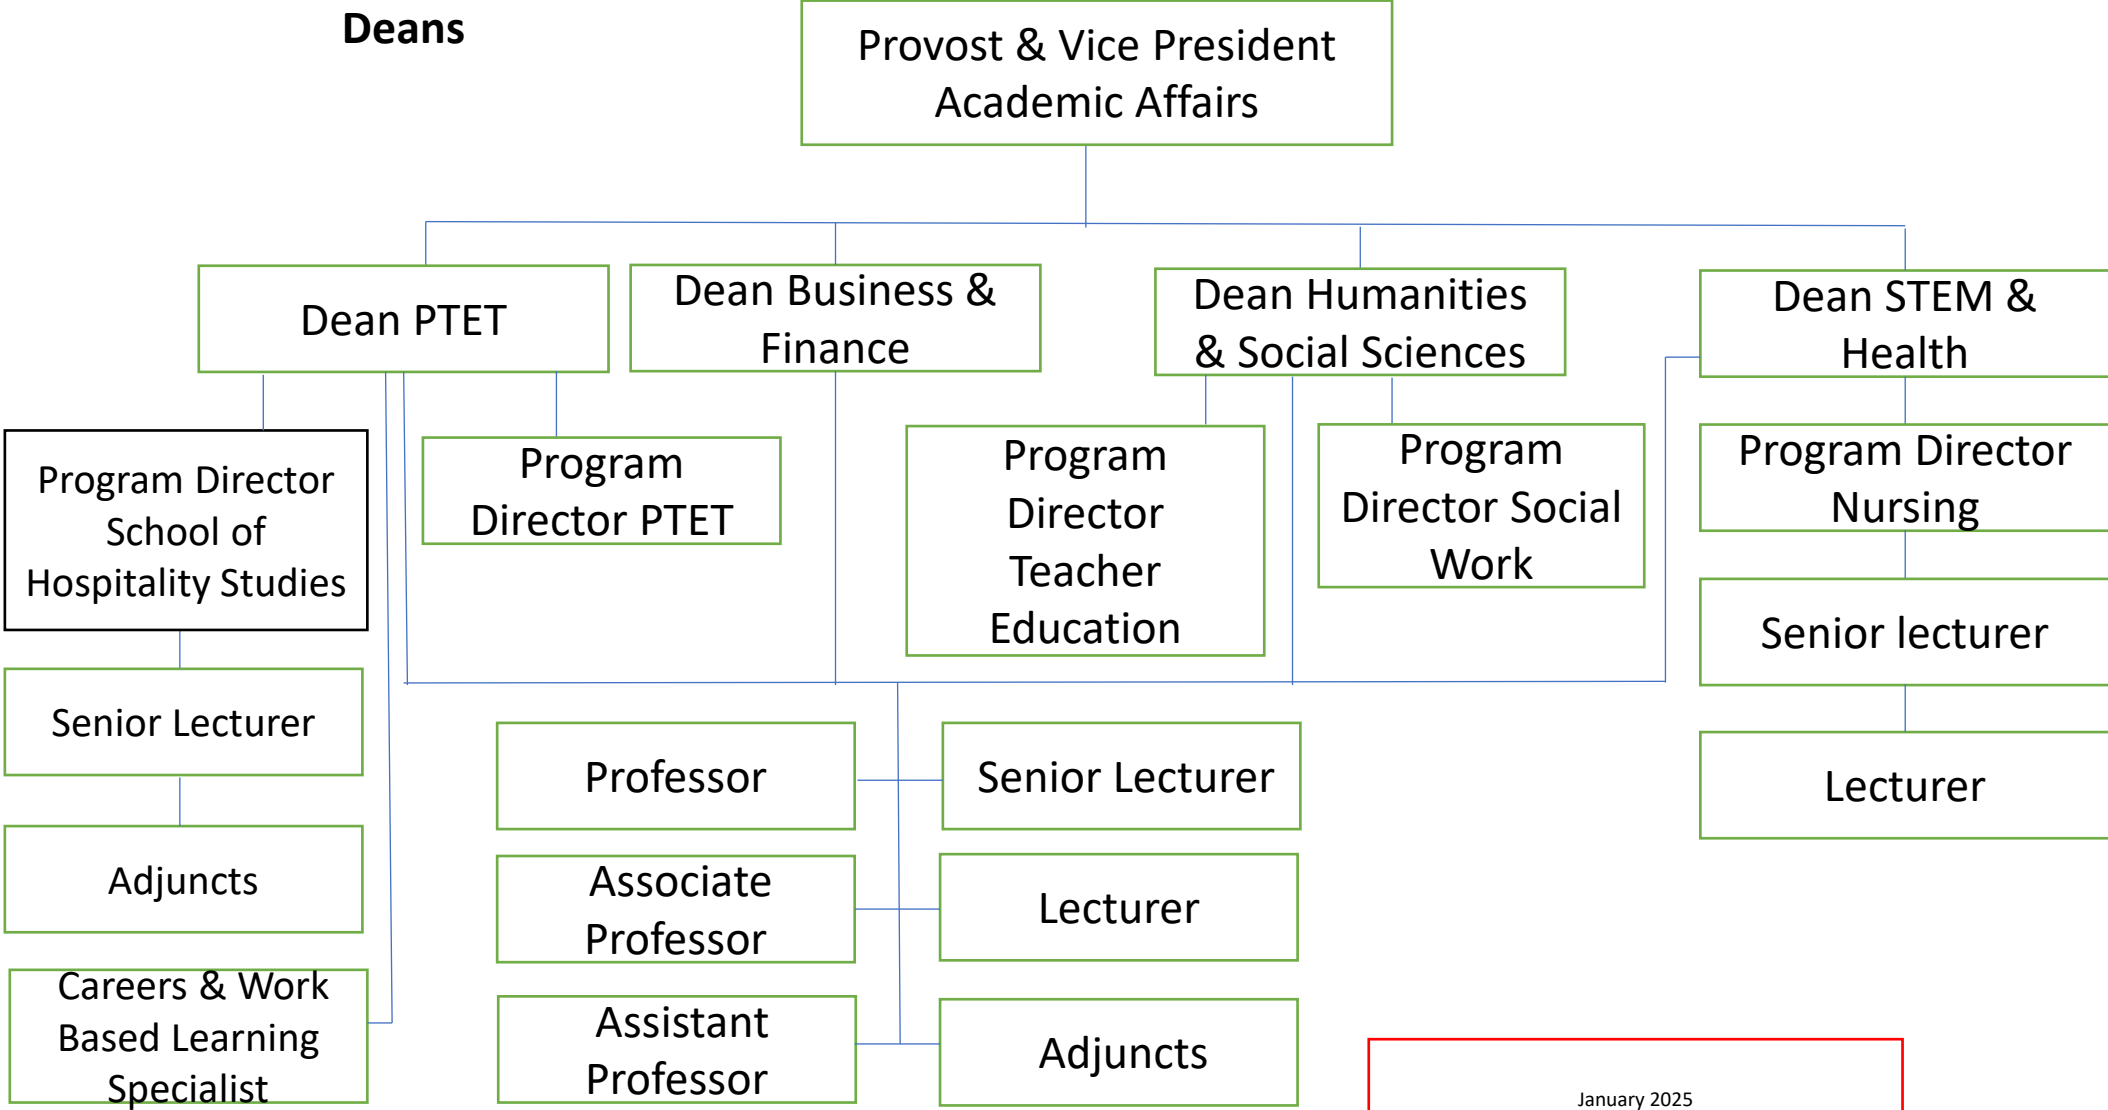 Deans
Provost & Vice President
Academic Affairs
Dean PTET
Dean Business &
Finance
Dean Humanities
& Social Sciences
Dean STEM &
Health
Program Director
School of
Hospitality Studies
Program
Director PTET
Program
Director
Teacher
Education
Program
Director Social
Work
Program Director
Nursing
Senior lecturer
Lecturer
Senior Lecturer
Adjuncts
Careers & Work
Based Learning
Specialist
Professor
Senior Lecturer
Associate
Professor
Lecturer
Assistant
Professor
Adjuncts
January 2025